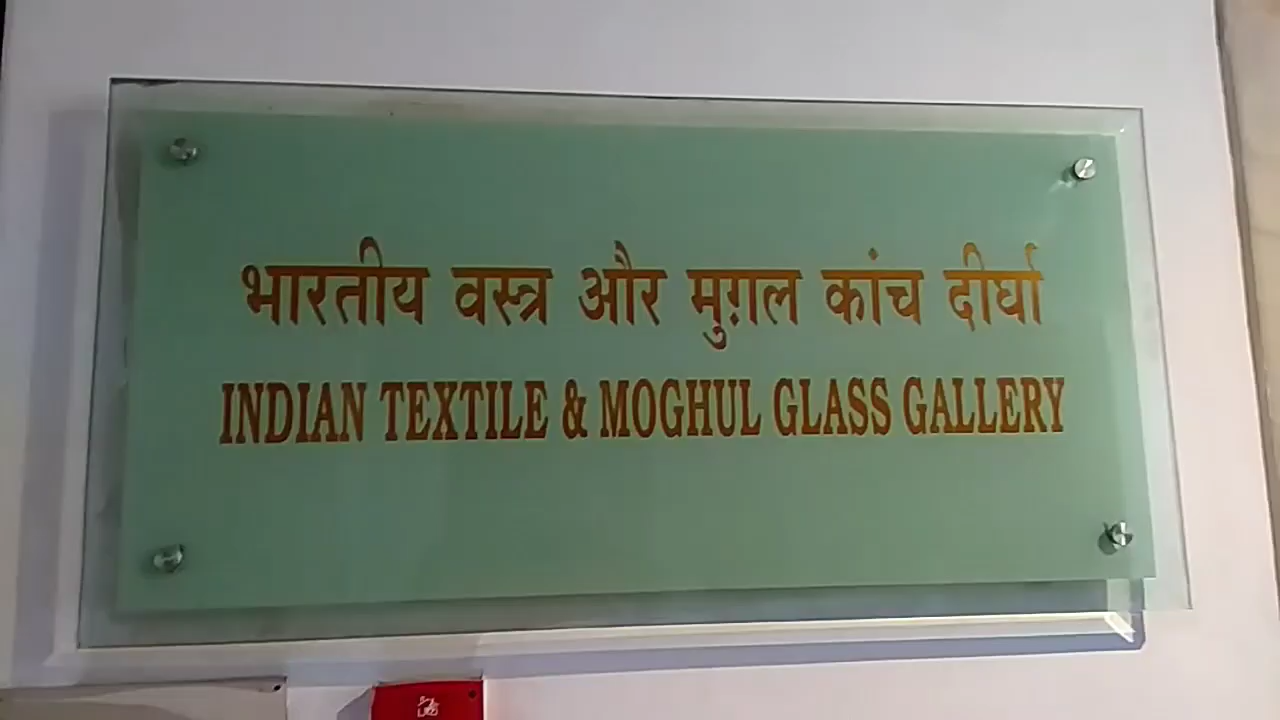 भारतीय वस्त्र और मुग़ल कांच दीर्घा
INDIAN TEXTILE & MOGHUL GLASS GALLERY